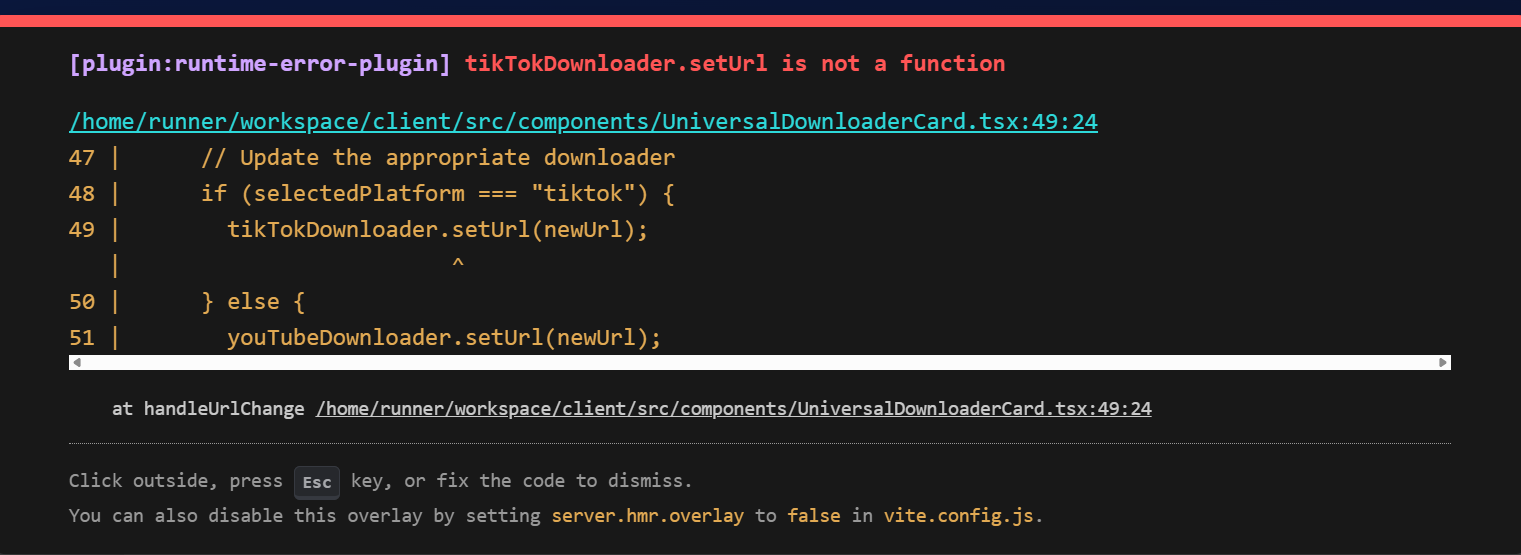 [plugin:runtime-error-plugin] tikTokDownloader.setUrl is not a function
/home/runner/workspace/client/src/components/UniversalDownloaderCard.tsx:49:24
47 |      // Update the appropriate downloader
48 |      if (selectedPlatform === "tiktok") {
49 |        tikTokDownloader.setUrl(newUrl);
   |                         ^
50 |      } else {
51 |        youTubeDownloader.setUrl(newUrl);
at handleUrlChange /home/runner/workspace/client/src/components/UniversalDownloaderCard.tsx:49:24
Click outside, press Esc key, or fix the code to dismiss.
You can also disable this overlay by setting server.hmr.overlay to false in vite.config.js.